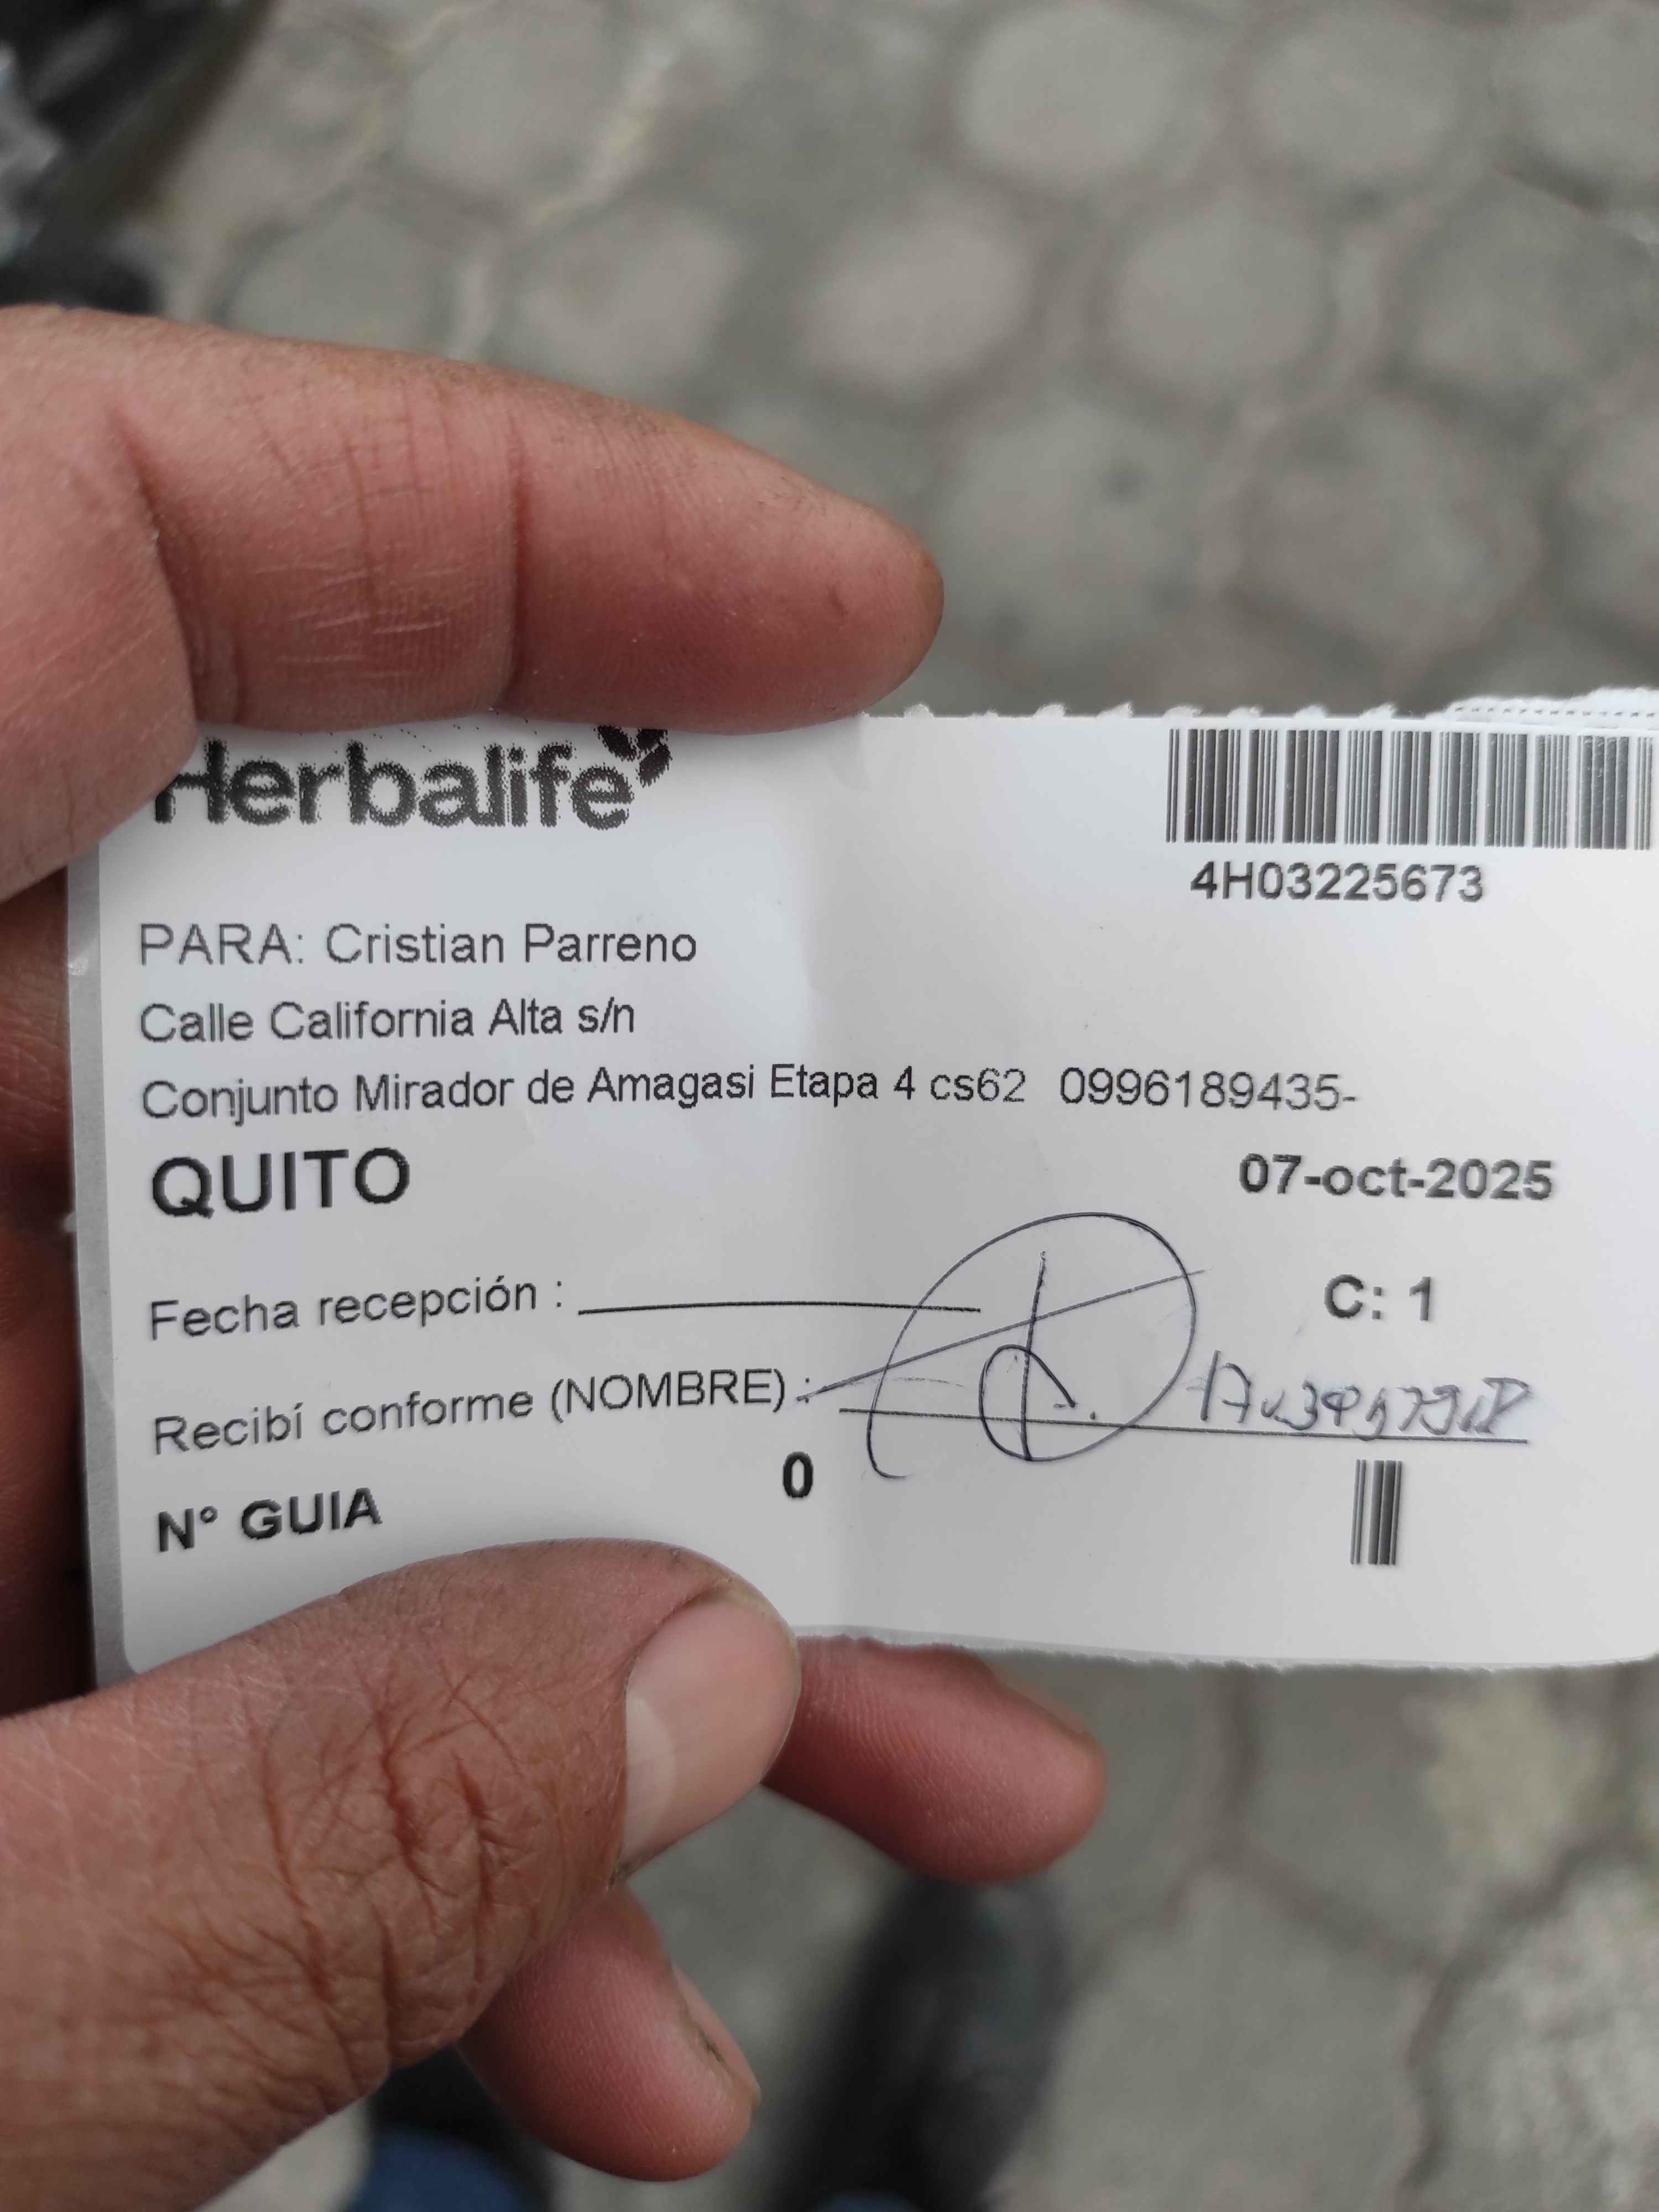 Herbalife
4H03225673
PARA: Cristian Parreno
Calle California Alta s/n
Conjunto Mirador de Amagasi Etapa 4 cs62 0996189435-
QUITO
07-oct-2025
Fecha recepción :
C: 1
Recibí conforme (NOMBRE) :
N° GUIA 0